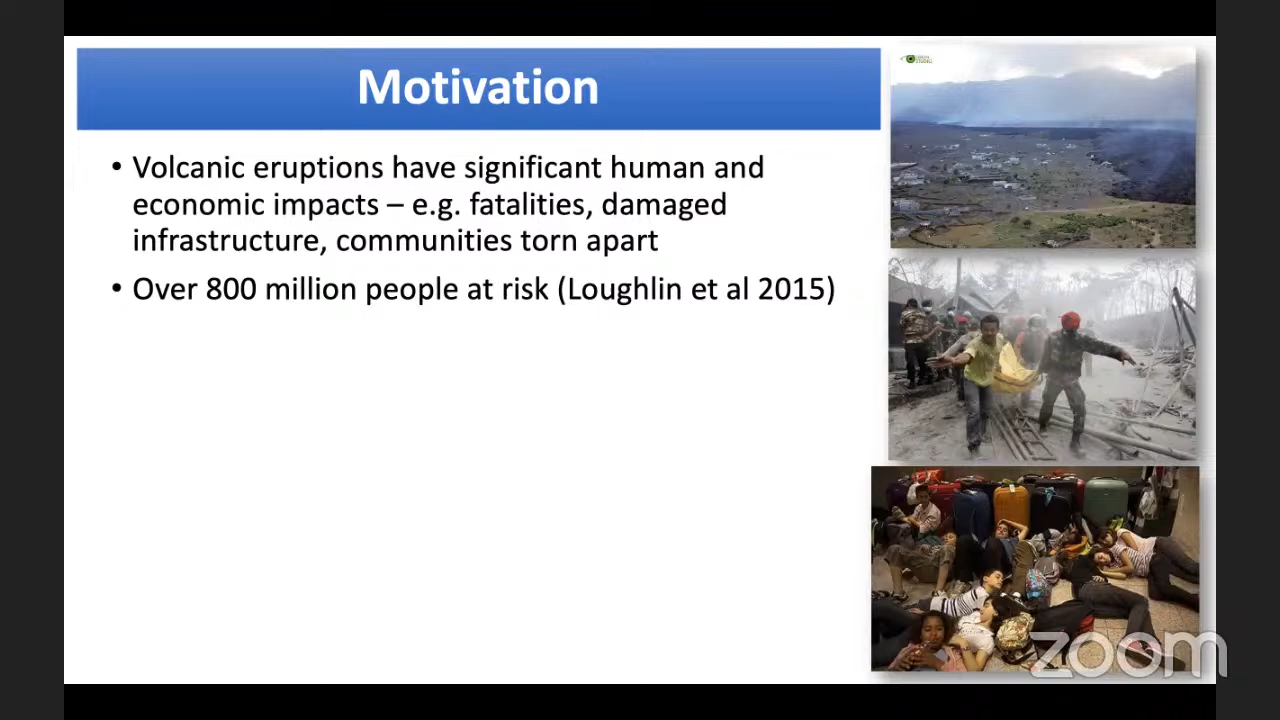 Motivation
• Volcanic eruptions have significant human and
economic impacts – e.g. fatalities, damaged
infrastructure, communities torn apart
• Over 800 million people at risk (Loughlin et al 2015)
zoom